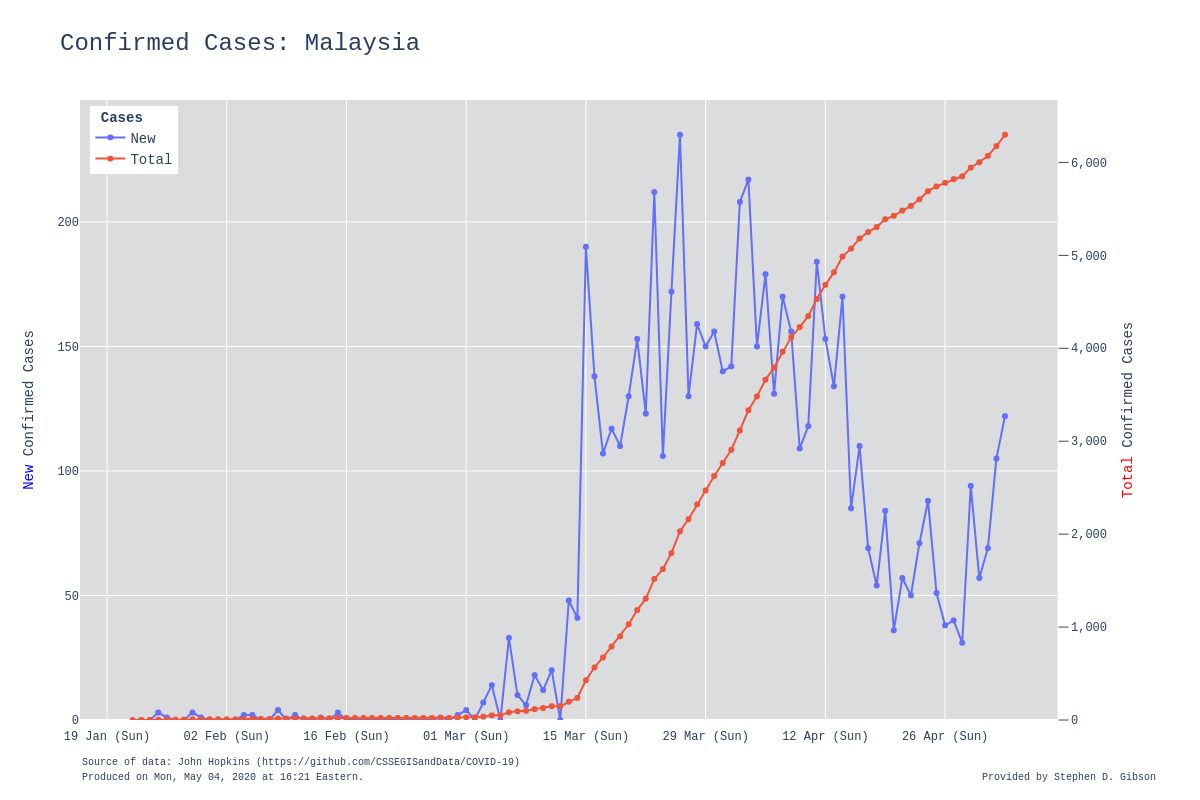 Confirmed Cases: Malaysia
Cases
New
Total
200
150
100
50
0
New Confirmed Cases
6,000
5,000
4,000
3,000
2,000
1,000
0
Total Confirmed Cases
19 Jan (Sun)
02 Feb (Sun)
16 Feb (Sun)
01 Mar (Sun)
15 Mar (Sun)
29 Mar (Sun)
12 Apr (Sun)
26 Apr (Sun)
Source of data: John Hopkins (https://github.com/CSSEGISandData/COVID-19)
Produced on Mon, May 04, 2020 at 16:21 Eastern.
Provided by Stephen D. Gibson